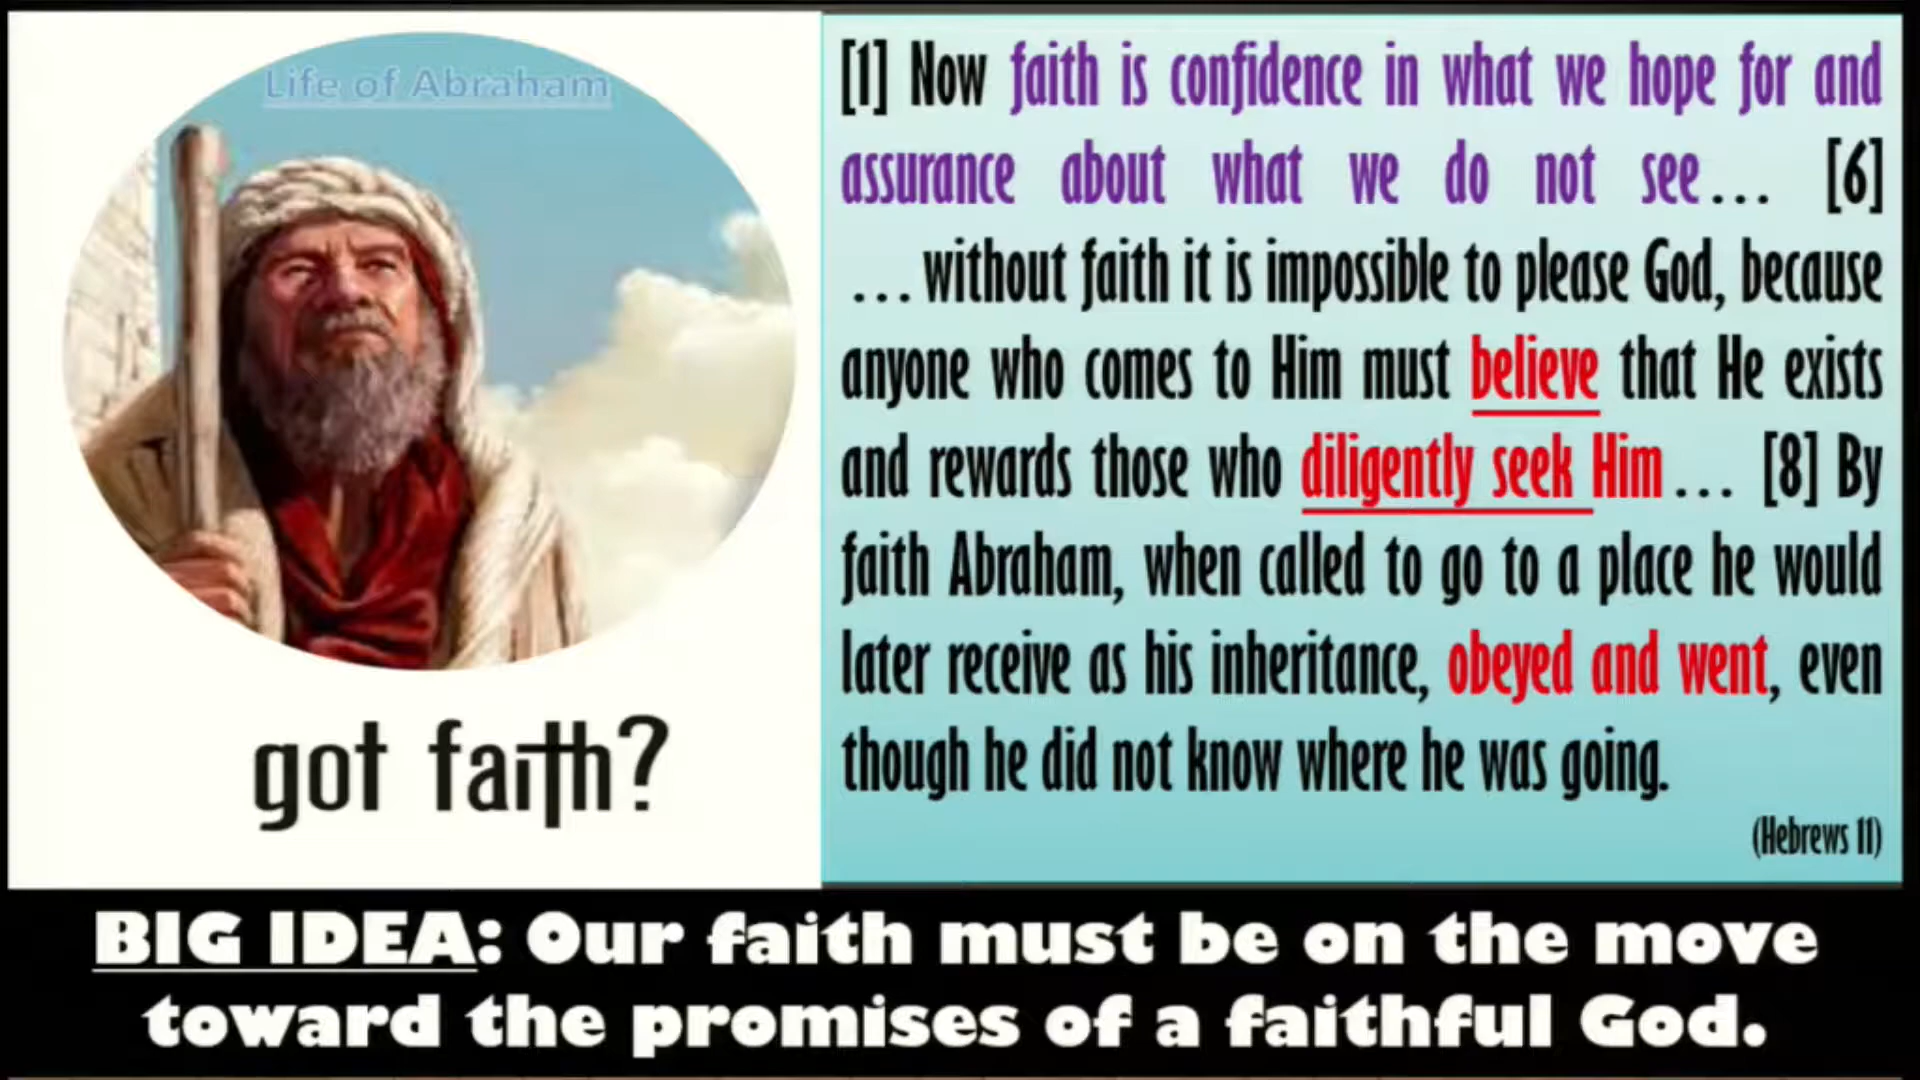 Life of Abraham
got faith?
[1] Now faith is confidence in what we hope for and
assurance about what we do not see… [6]
…without faith it is impossible to please God, because
anyone who comes to Him must believe that He exists
and rewards those who diligently seek Him… [8] By
faith Abraham, when called to go to a place he would
later receive as his inheritance, obeyed and went, even
though he did not know where he was going.
(Hebrews 11)
BIG IDEA: Our faith must be on the move
toward the promises of a faithful God.